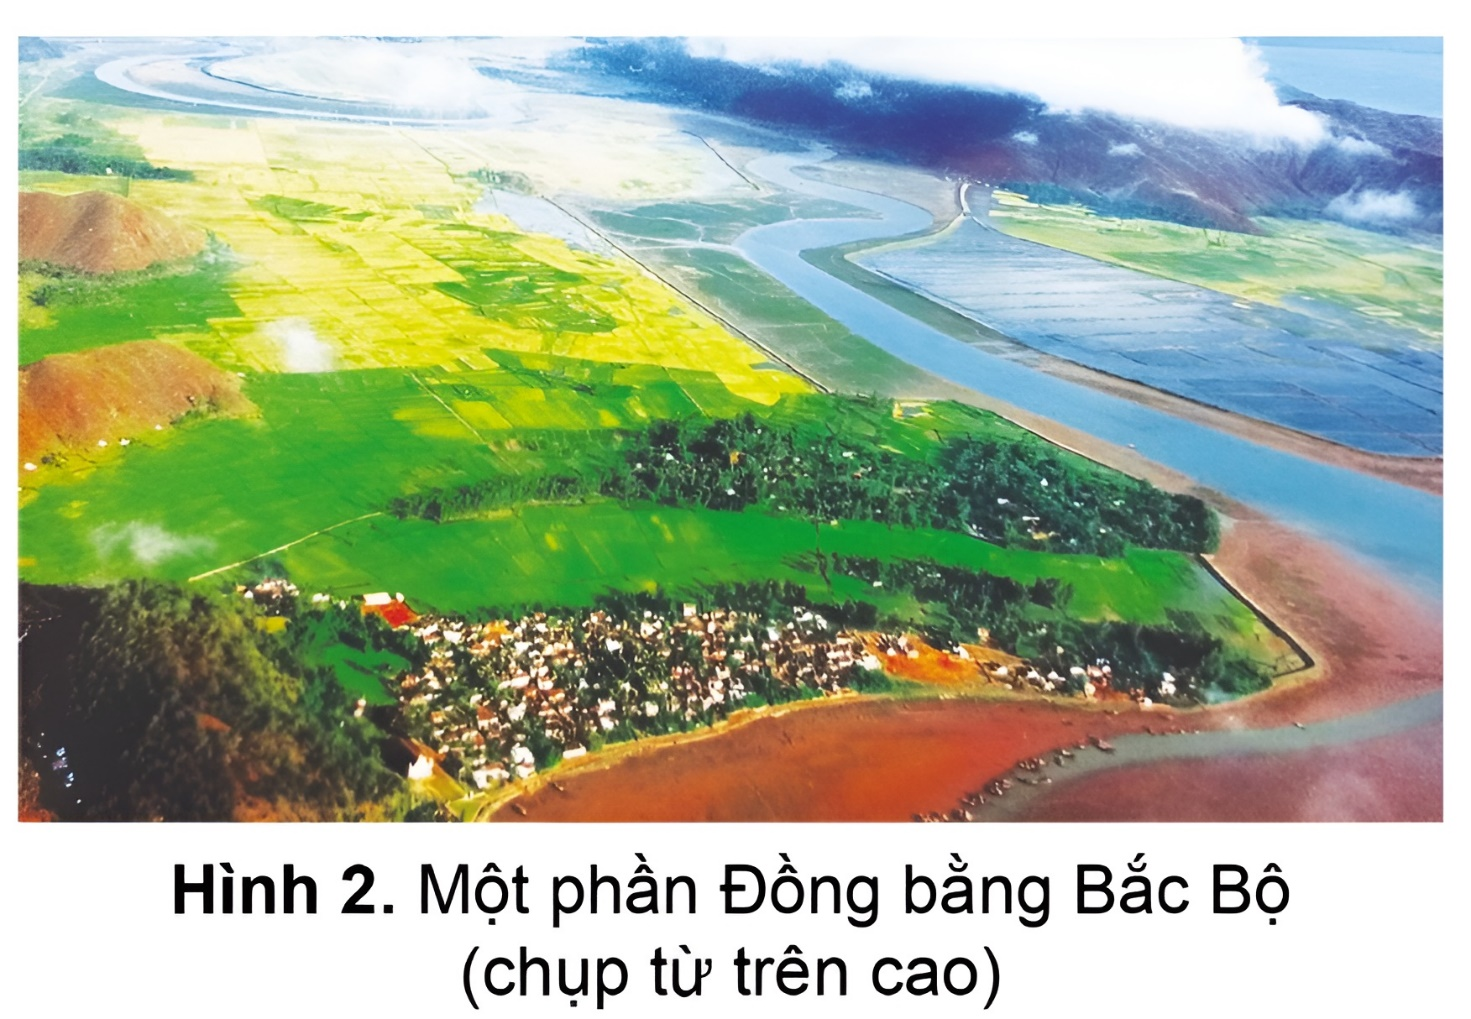 Hình 2. Một phần Đồng bằng Bắc Bộ
(chụp từ trên cao)